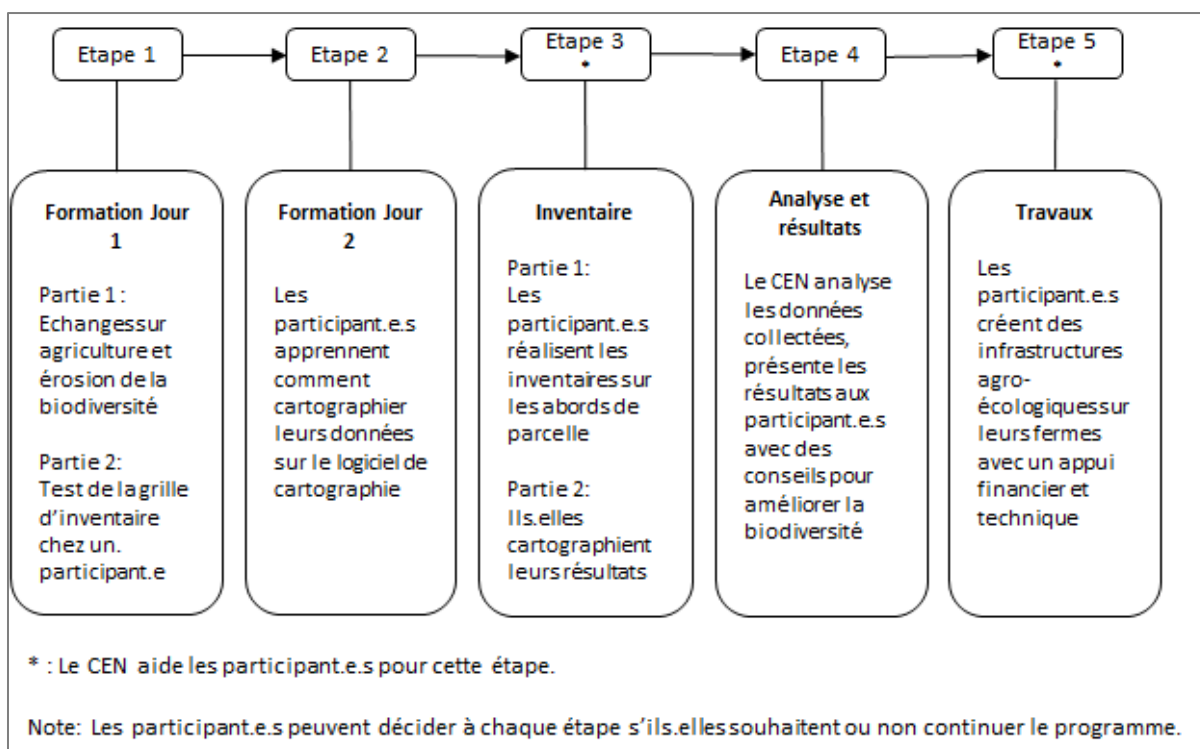 Etape 1
Etape 2
Etape 3
*
Etape 4
Etape 5
*
Formation Jour
1
Partie 1 :
Echangessur
agriculture et
érosion de la
biodiversité
Partie 2:
Test de la grille
d'inventaire
chez un.
participant.e
Formation Jour
2
Les
participant.e.s
apprennent
comment
cartographier
leurs données
sur le logiciel de
cartographie
Inventaire
Partie 1:
Les
participant.e.s
réalisent les
inventaires sur
les abords de
parcelle
Partie 2:
Ils.elles
cartographient
leurs résultats
Analyse et
résultats
Le CEN analyse
les données
collectées,
présente les
résultats aux
participant.e.s
avec des
conseils pour
améliorer la
biodiversité
Travaux
Les
participant.e.s
créent des
infrastructures
agro-
écologiquessur
leurs fermes
avec un appui
financier et
technique
* : Le CEN aide les participant.e.s pour cette étape.
Note: Les participant.e.s peuvent décider à chaque étape s'ils.ellessouhaitent ou non continuer le programme.